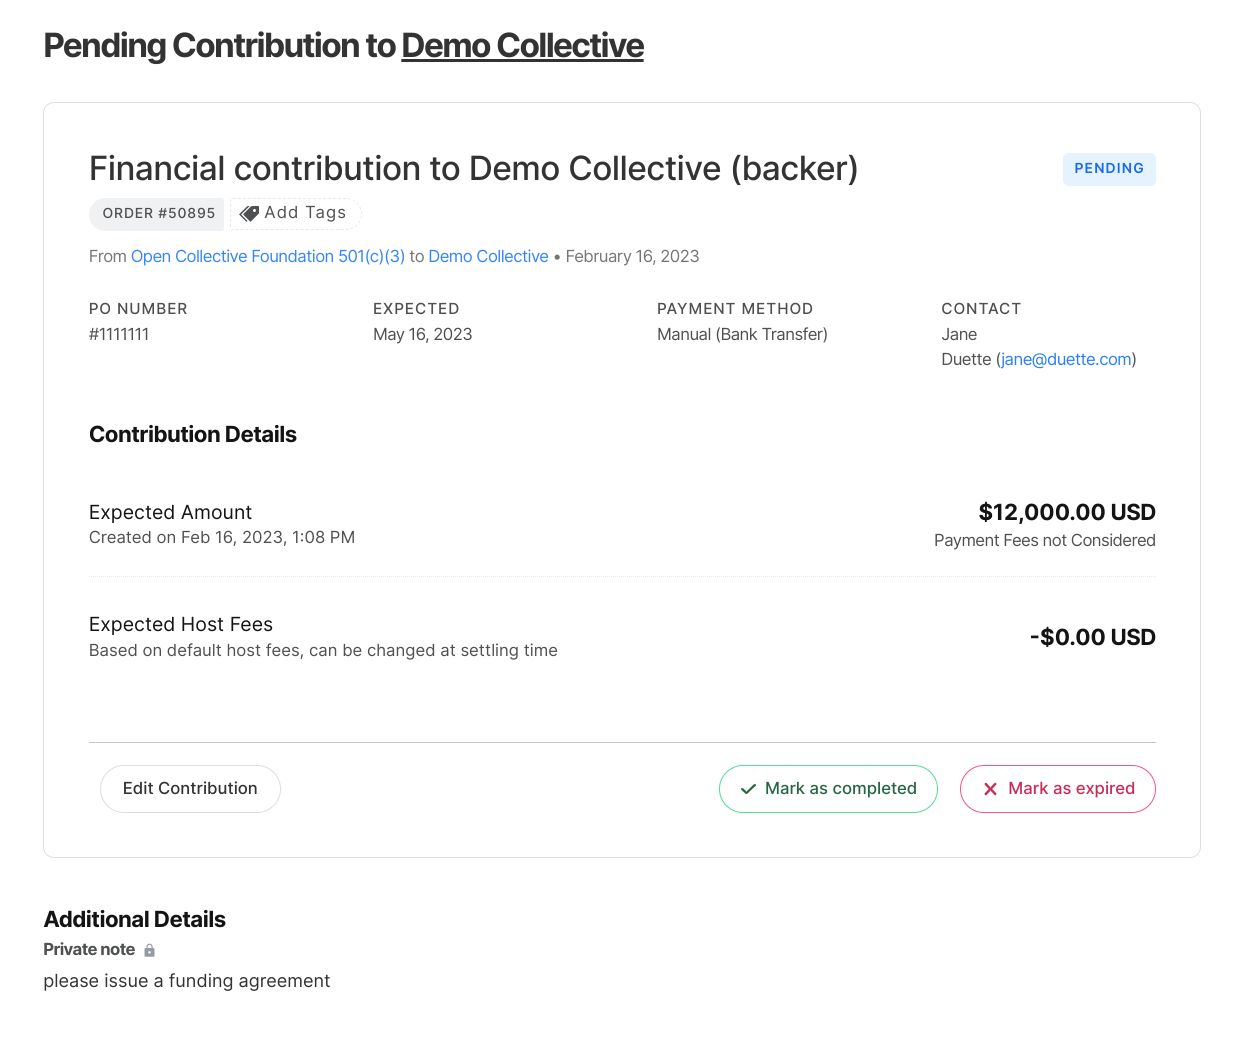 Pending Contribution to Demo Collective
Financial contribution to Demo Collective (backer)
PENDING
ORDER #50895
Add Tags
From Open Collective Foundation 501(c)(3) to Demo Collective • February 16, 2023
PO NUMBER
#1111111
EXPECTED
May 16, 2023
PAYMENT METHOD
Manual (Bank Transfer)
CONTACT
Jane
Duette (jane@duette.com)
Contribution Details
Expected Amount
Created on Feb 16, 2023, 1:08 PM
$12,000.00 USD
Payment Fees not Considered
Expected Host Fees
Based on default host fees, can be changed at settling time
-$0.00 USD
Edit Contribution
Mark as completed
Mark as expired
Additional Details
Private note
please issue a funding agreement